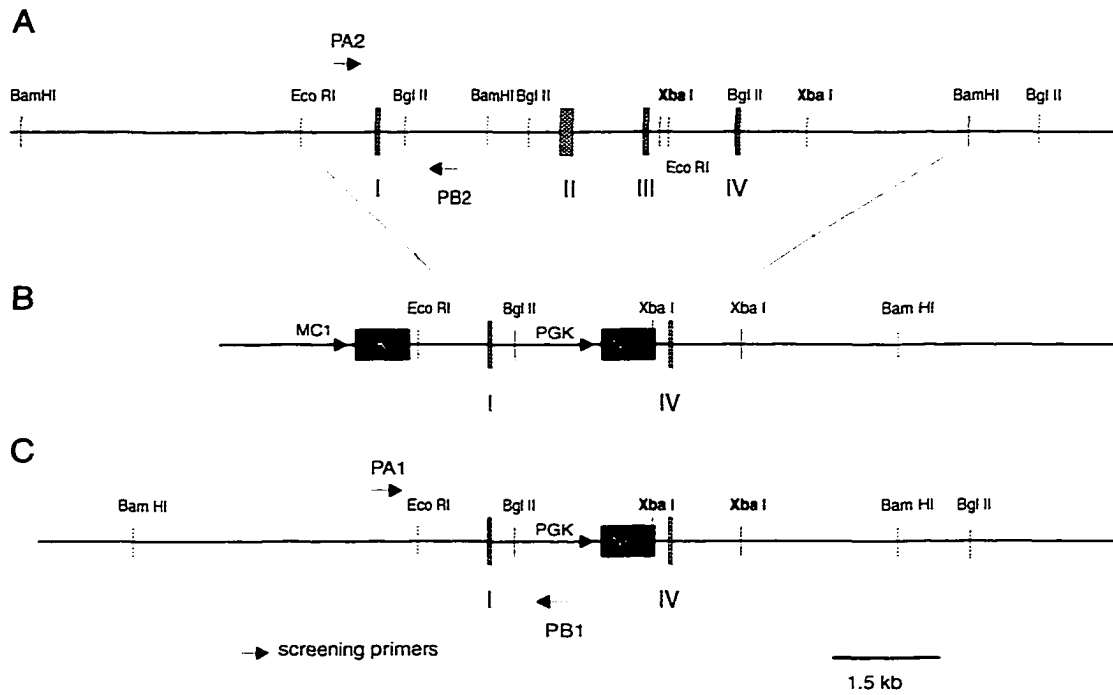 A
PA2
BamHI Eco RI Bgl II BamHI Bgl II Xba I Bgl II Xba I BamHI Bgl II
Eco RI
I II III IV
PB2
B
MC1 Eco RI Bgl II PGK Xba I Xba I Bam HI
I IV
C
PA1
Bam HI Eco RI Bgl II PGK Xba I Xba I Bam HI Bgl II
I IV
PB1
screening primers
1.5 kb